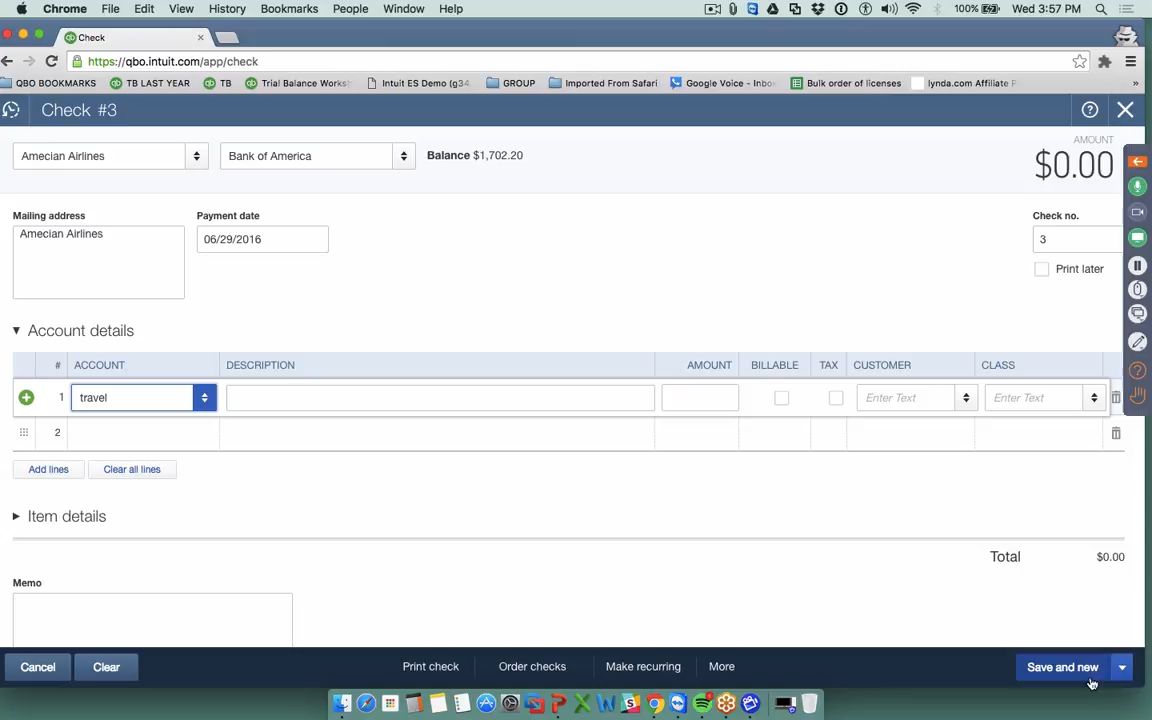 Chrome File Edit View History Bookmarks People Window Help 100% Wed 3:57 PM
Check
https://qbo.intuit.com/app/check
QBO BOOKMARKS TB LAST YEAR TB Trial Balance Works Intuit ES Demo (g34 GROUP Imported From Safari Google Voice - Inbo Bulk order of licenses lynda.com Affiliate P »
Check #3
AMOUNT
Amecian Airlines Bank of America Balance $1,702.20 $0.00
Mailing address Payment date Check no.
Amecian Airlines 06/29/2016 3
Print later
Account details
# ACCOUNT DESCRIPTION AMOUNT BILLABLE TAX CUSTOMER CLASS
1 travel Enter Text Enter Text
2
Add lines Clear all lines
Item details
Total $0.00
Memo
Cancel Clear Print check Order checks Make recurring More Save and new